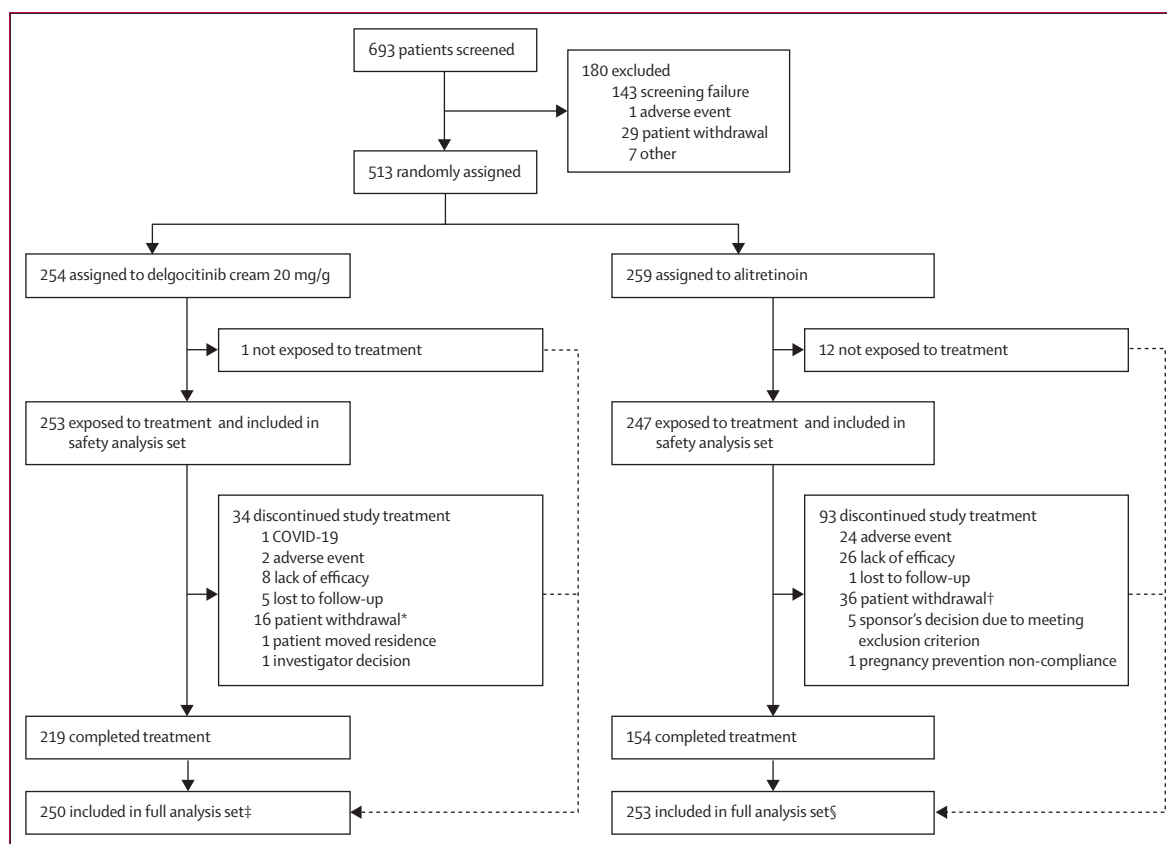 693 patients screened
180 excluded
143 screening failure
1 adverse event
29 patient withdrawal
7 other
513 randomly assigned
254 assigned to delgocitinib cream 20 mg/g
259 assigned to alitretinoin
1 not exposed to treatment
12 not exposed to treatment
253 exposed to treatment and included in
safety analysis set
247 exposed to treatment and included in
safety analysis set
34 discontinued study treatment
1 COVID-19
2 adverse event
8 lack of efficacy
5 lost to follow-up
16 patient withdrawal*
1 patient moved residence
1 investigator decision
93 discontinued study treatment
24 adverse event
26 lack of efficacy
1 lost to follow-up
36 patient withdrawal†
5 sponsor's decision due to meeting
exclusion criterion
1 pregnancy prevention non-compliance
219 completed treatment
154 completed treatment
250 included in full analysis set‡
253 included in full analysis set§